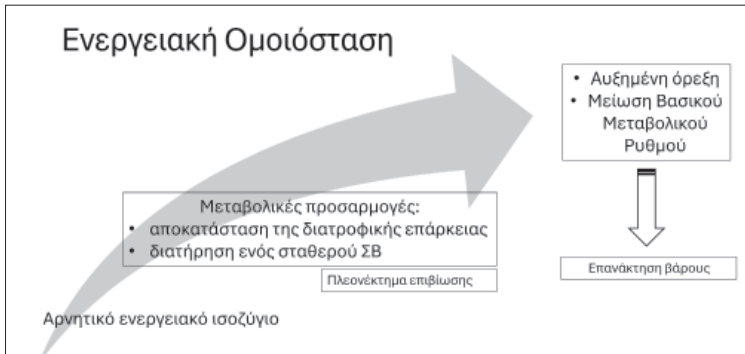 Ενεργειακή Ομοιόσταση
• Αυξημένη όρεξη
• Μείωση Βασικού
Μεταβολικού
Ρυθμού
Μεταβολικές προσαρμογές:
• αποκατάσταση της διατροφικής επάρκειας
• διατήρηση ενός σταθερού ΣΒ
Πλεονέκτημα επιβίωσης
Επανάκτηση βάρους
Αρνητικό ενεργειακό ισοζύγιο